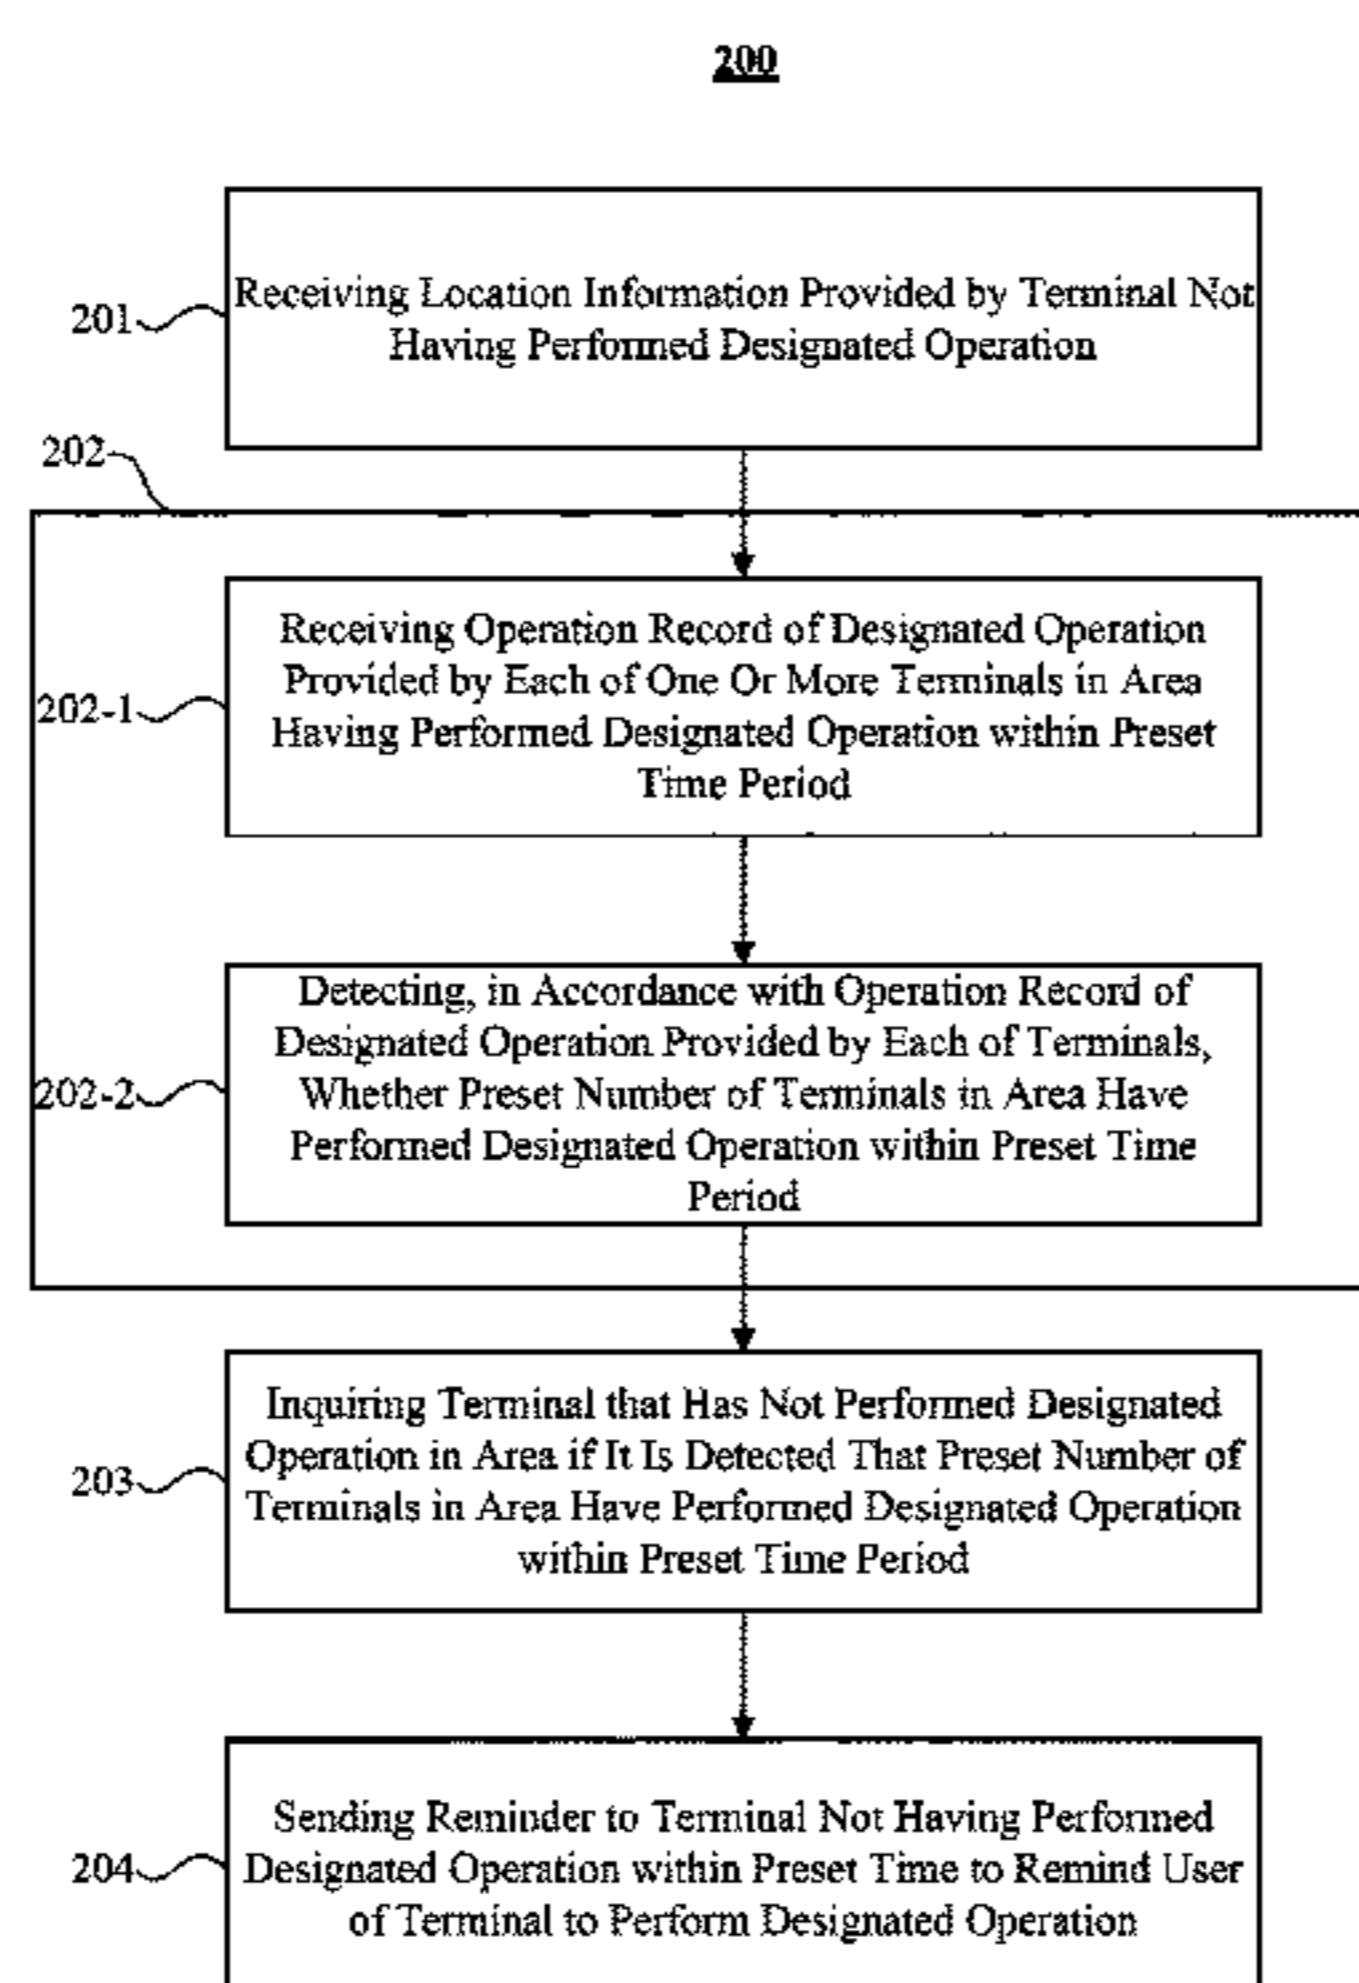 200
201
Receiving Location Information Provided by Terminal Not
Having Performed Designated Operation
202
202-1
Receiving Operation Record of Designated Operation
Provided by Each of One Or More Terminals in Area
Having Performed Designated Operation within Preset
Time Period
202-2
Detecting, in Accordance with Operation Record of
Designated Operation Provided by Each of Terminals,
Whether Preset Number of Terminals in Area Have
Performed Designated Operation within Preset Time
Period
203
Inquiring Terminal that Has Not Performed Designated
Operation in Area if It Is Detected That Preset Number of
Terminals in Area Have Performed Designated Operation
within Preset Time Period
204
Sending Reminder to Terminal Not Having Performed
Designated Operation within Preset Time to Remind User
of Terminal to Perform Designated Operation